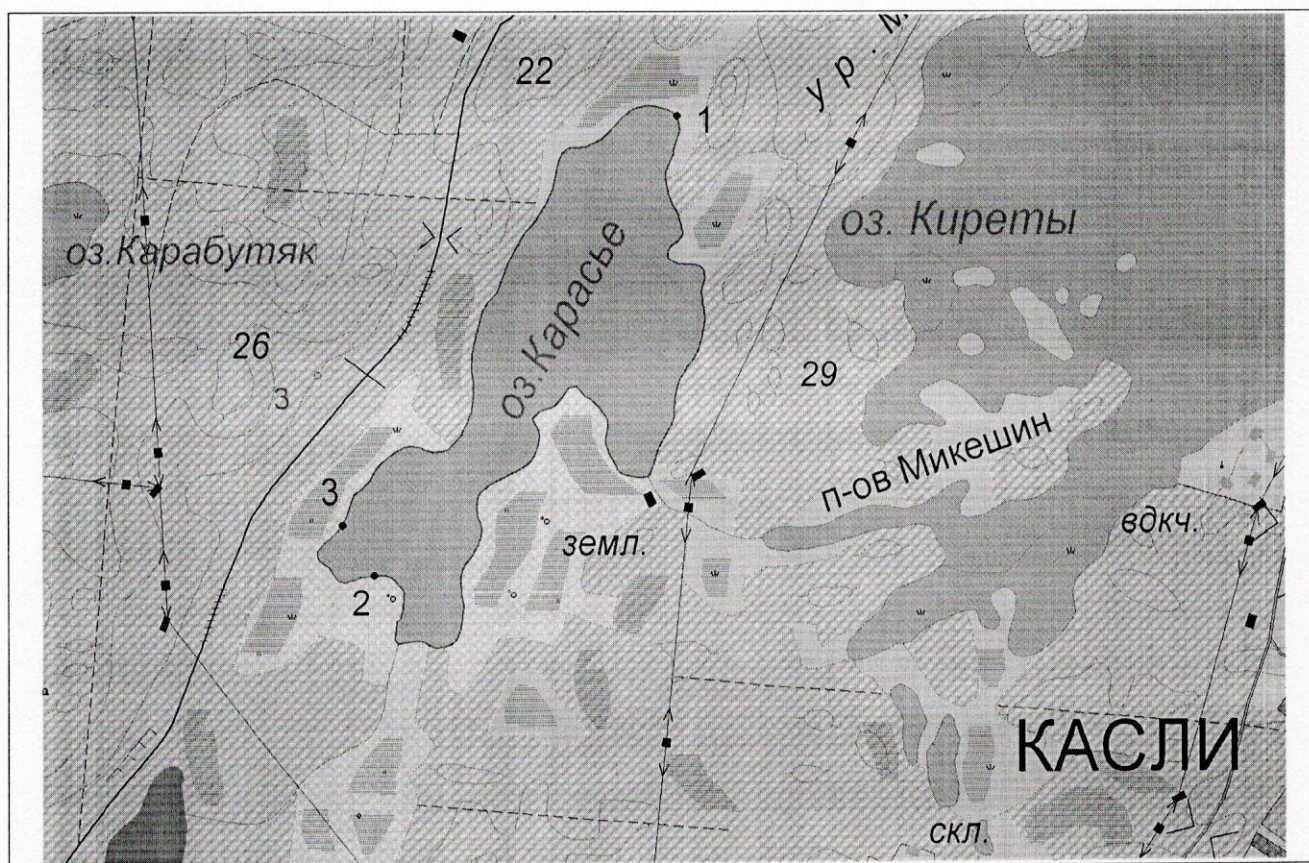 22
ур. М
1
оз. Киреты
оз.Карабутяк
оз.Карасье
26
29
3
п-ов Микешин
3
земл.
вдкч.
2
КАСЛИ
скл.